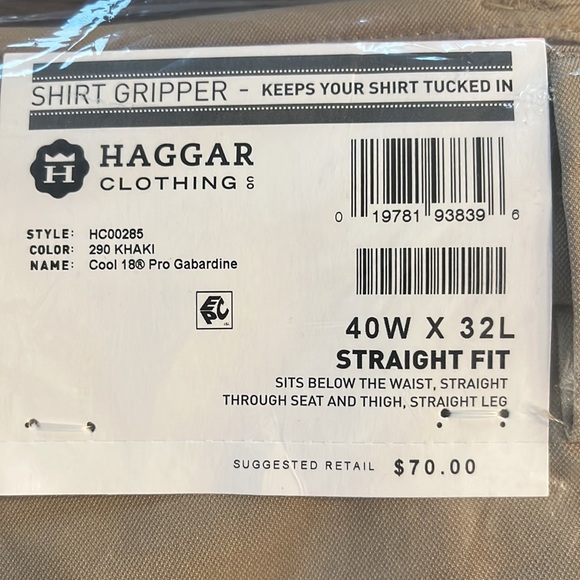 SHIRT GRIPPER - KEEPS YOUR SHIRT TUCKED IN
H
HAGGAR
CLOTHING CO
0 19781 93839 6
STYLE: HC00285
COLOR: 290 KHAKI
NAME: Cool 18® Pro Gabardine
EPC
40W X 32L
STRAIGHT FIT
SITS BELOW THE WAIST, STRAIGHT
THROUGH SEAT AND THIGH, STRAIGHT LEG
SUGGESTED RETAIL $70.00